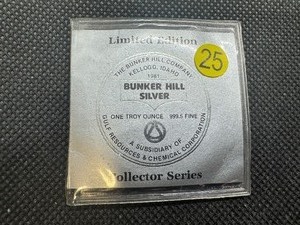 Limited Edition
25
THE BUNKER HILL COMPANY
KELLOGG, IDAHO
1981
BUNKER HILL
SILVER
ONE TROY OUNCE 999.5 FINE
A SUBSIDIARY OF
GULF RESOURCES & CHEMICAL CORPORATION
Collector Series